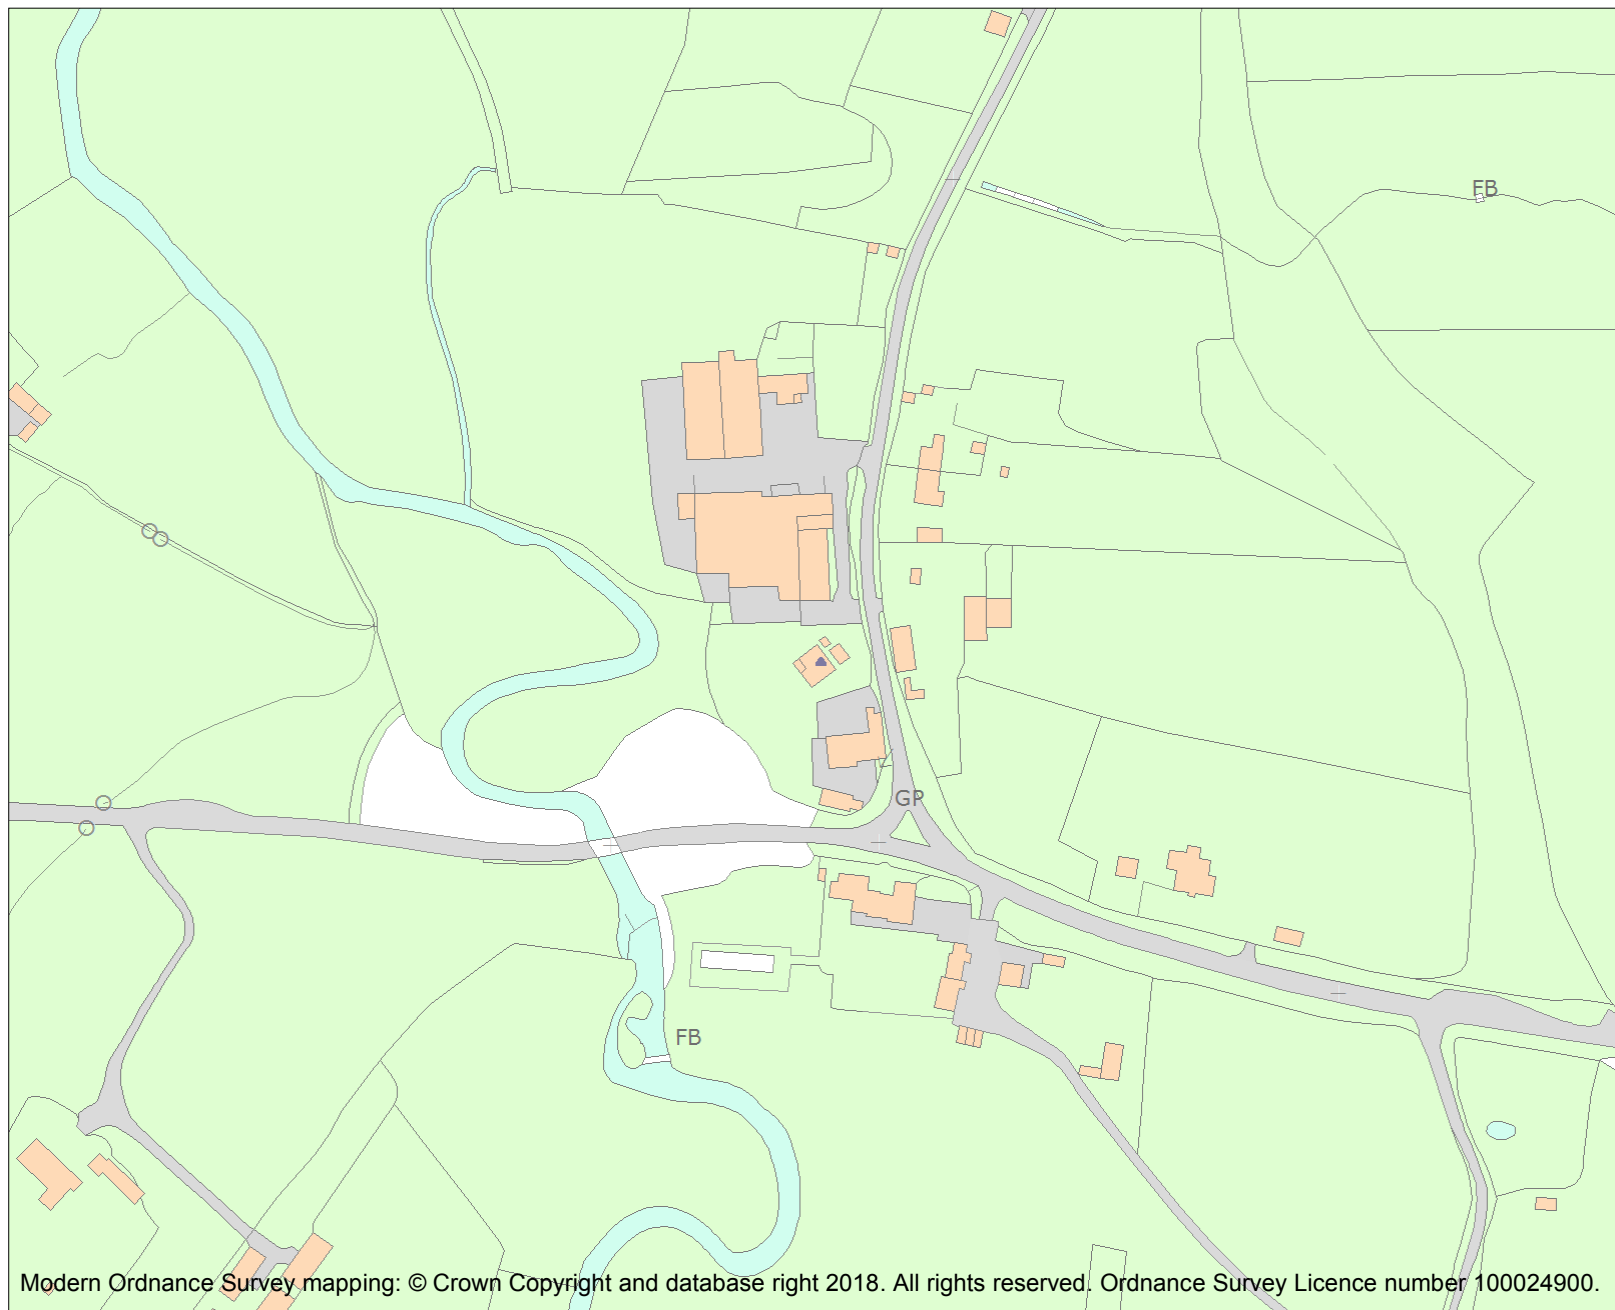 FB
GP
FB
Modern Ordnance Survey mapping: © Crown Copyright and database right 2018. All rights reserved. Ordnance Survey Licence number 100024900.